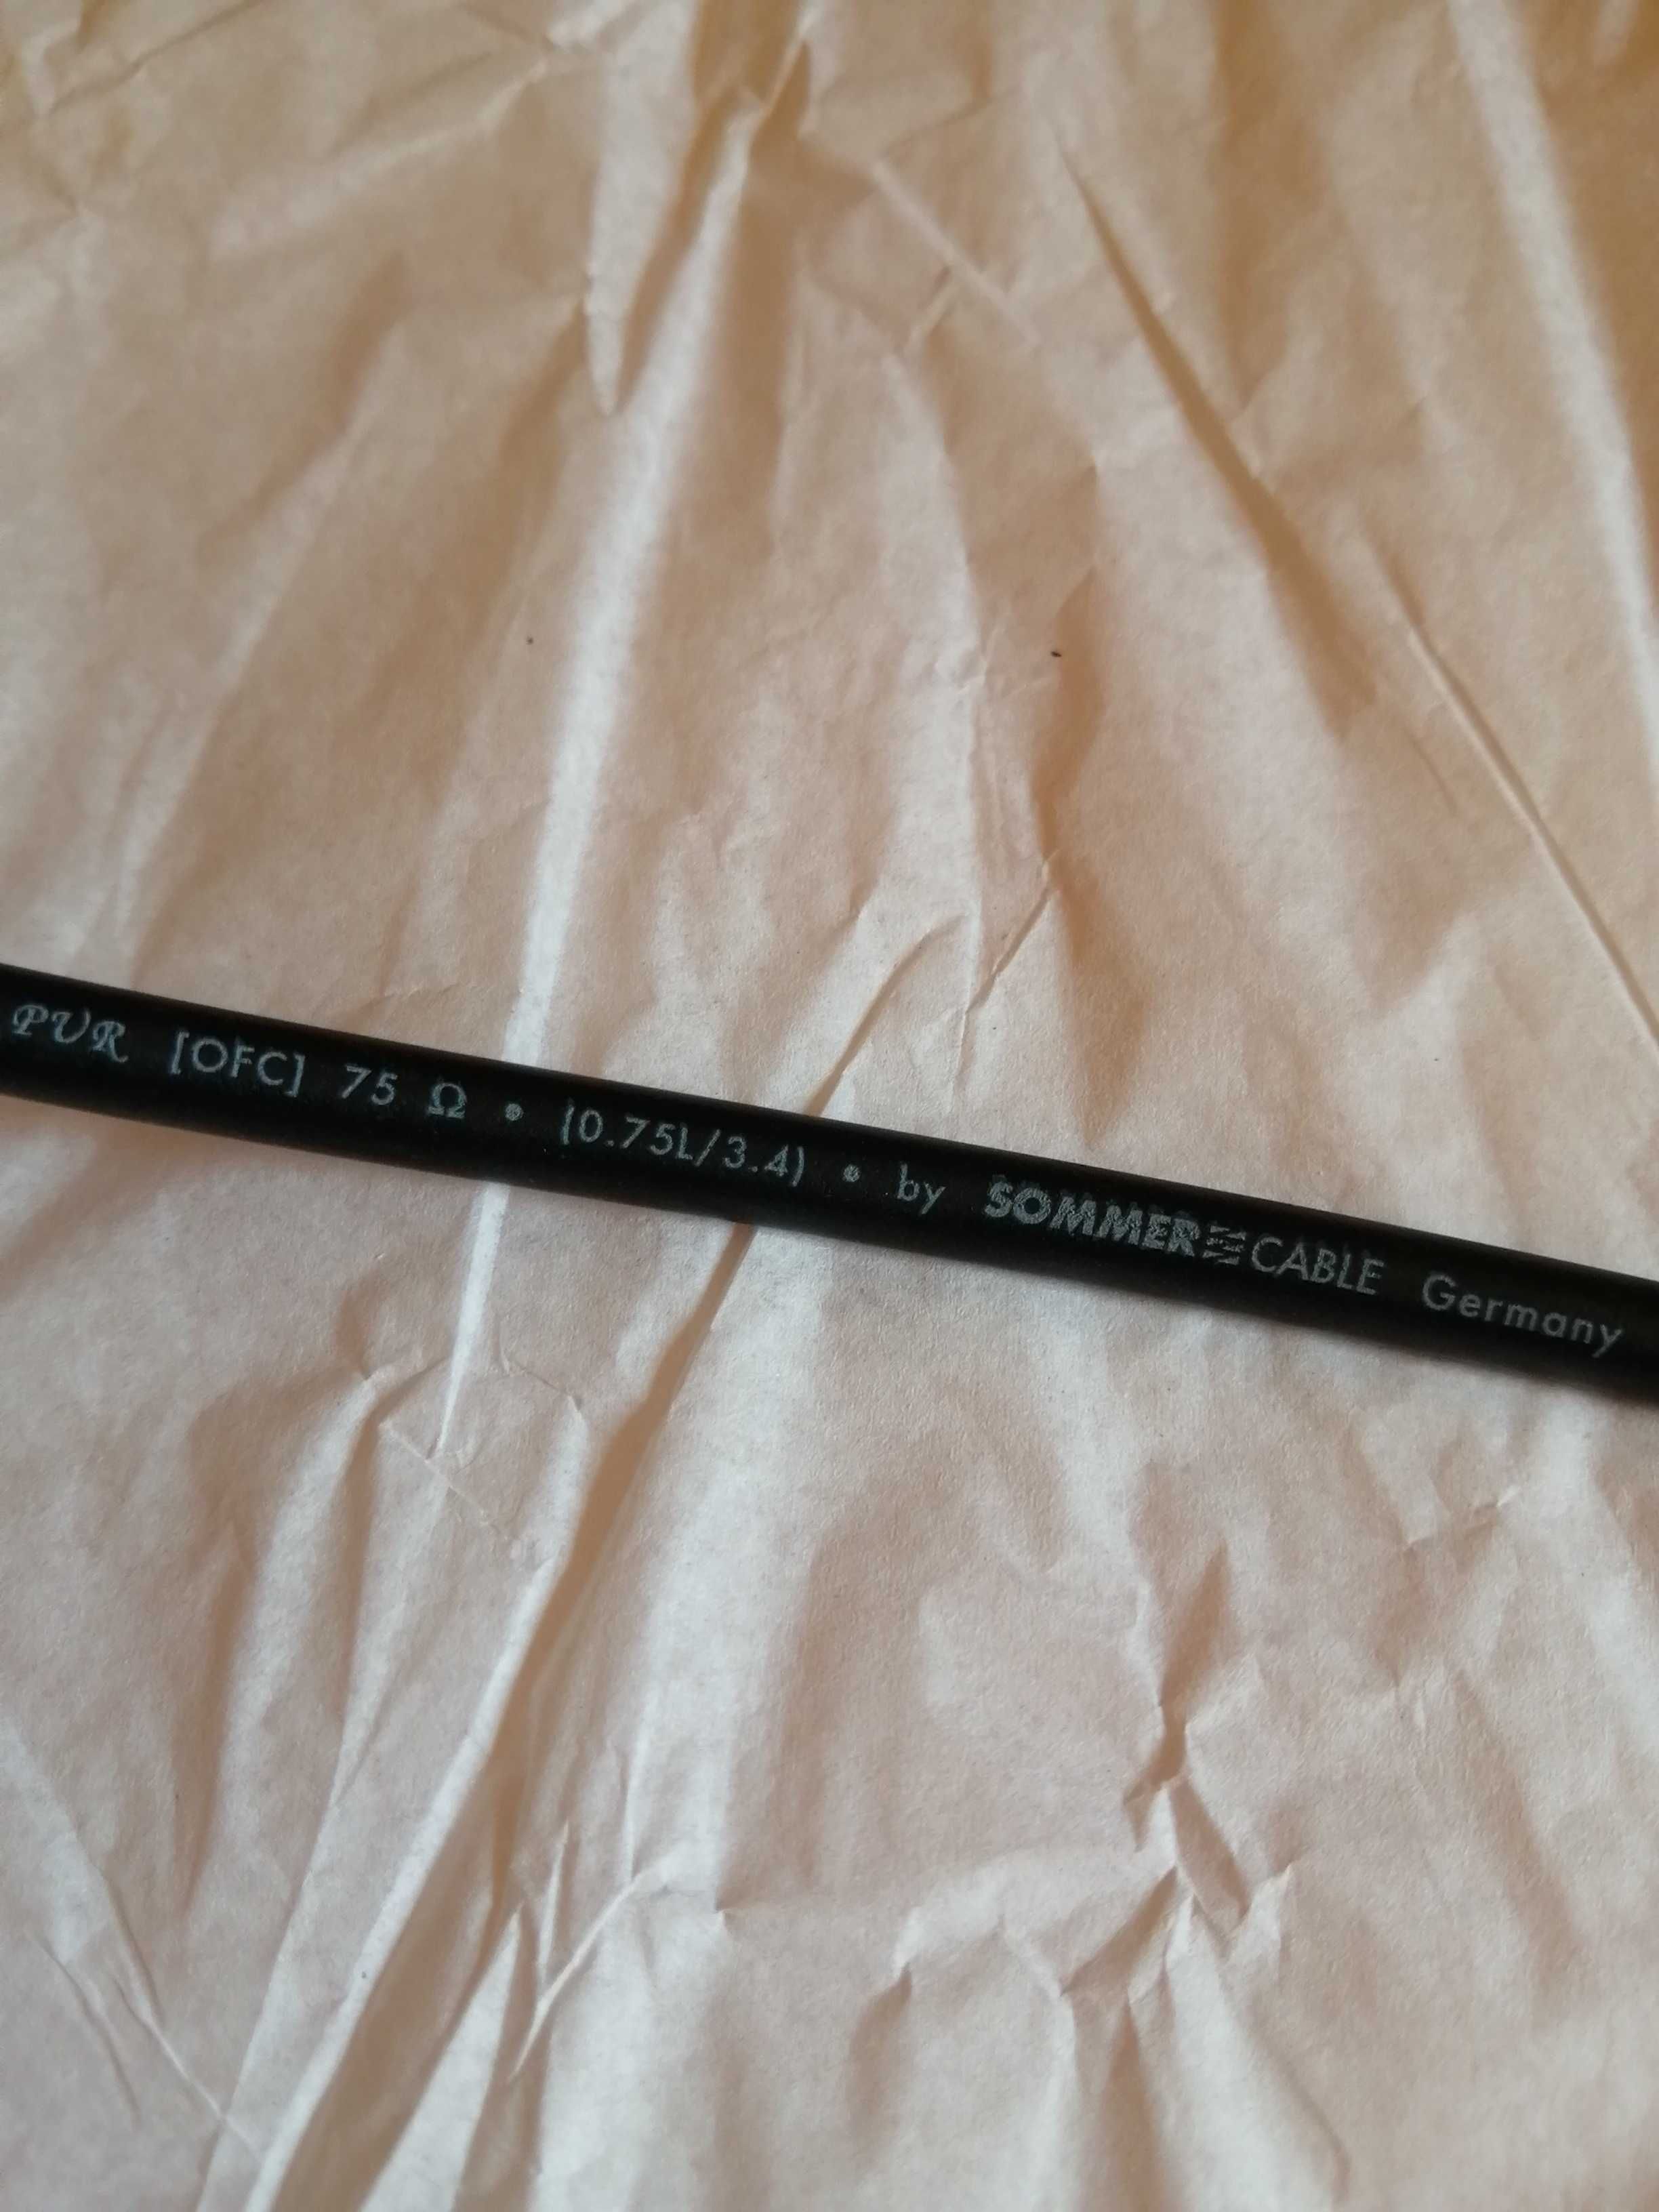 PUR [OFC] 75 Ω • (0.75L/3.4) • by SOMMER CABLE Germany